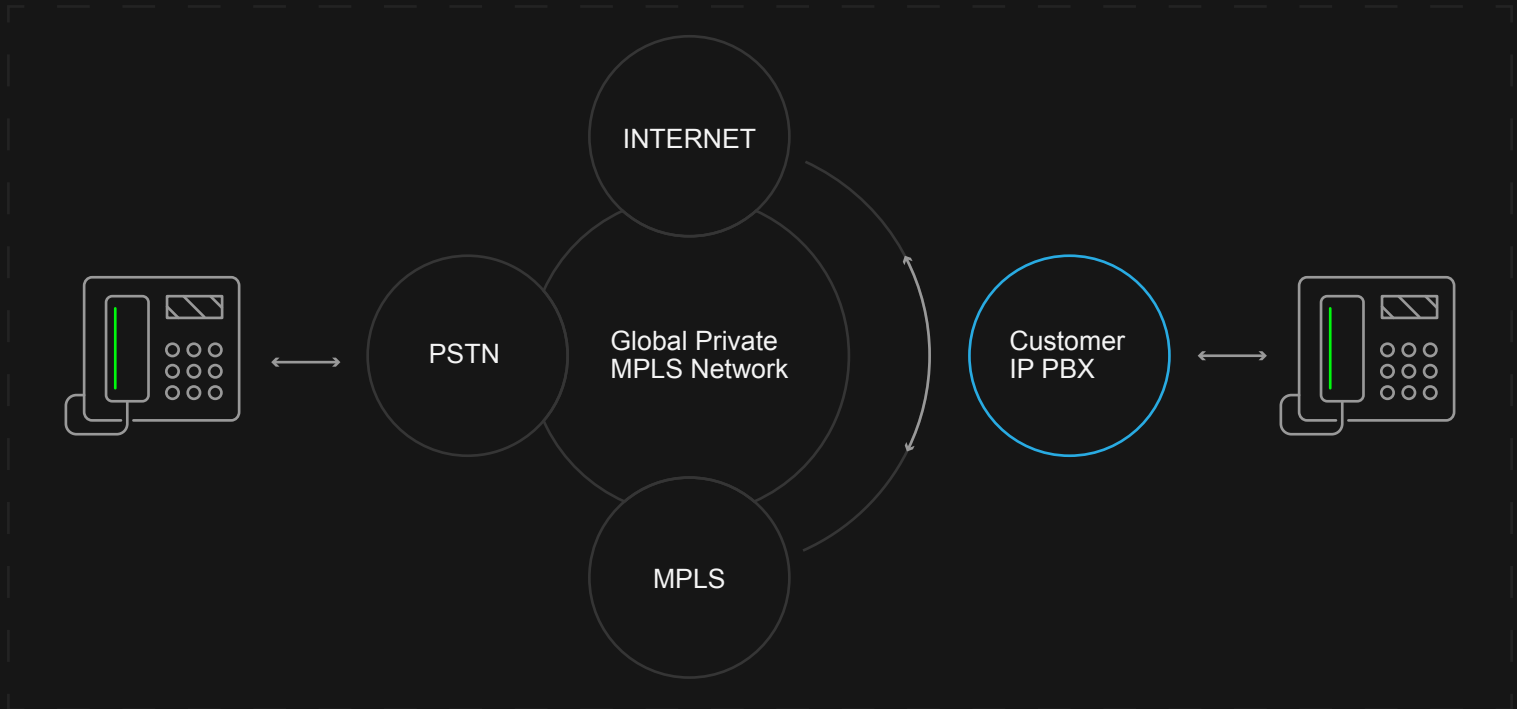 INTERNET
PSTN
Global Private
MPLS Network
Customer
IP PBX
MPLS